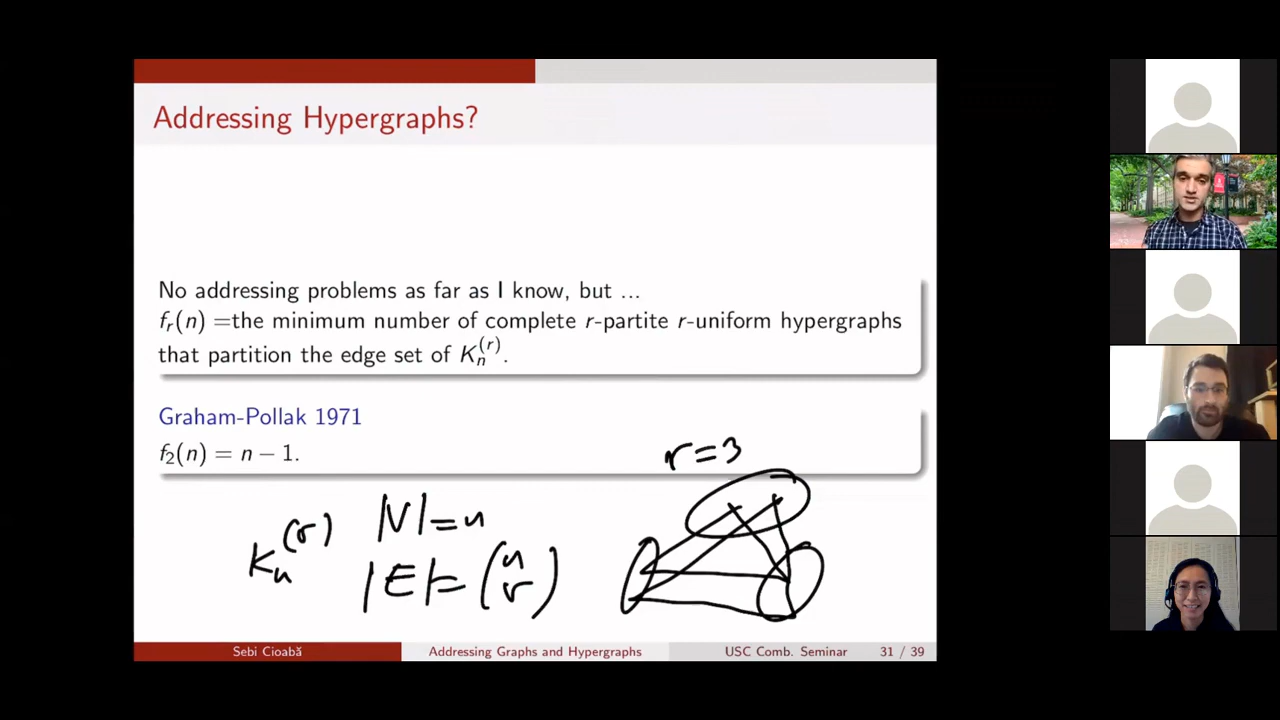 Addressing Hypergraphs?
No addressing problems as far as I know, but ...
f_r(n) =the minimum number of complete r-partite r-uniform hypergraphs
that partition the edge set of K_n^{(r)}.
Graham-Pollak 1971
f_2(n) = n − 1.
r=3
K_n^{(r)} |V|=n
|E|= \binom{n}{r}
Sebi Cioabă Addressing Graphs and Hypergraphs USC Comb. Seminar 31 / 39